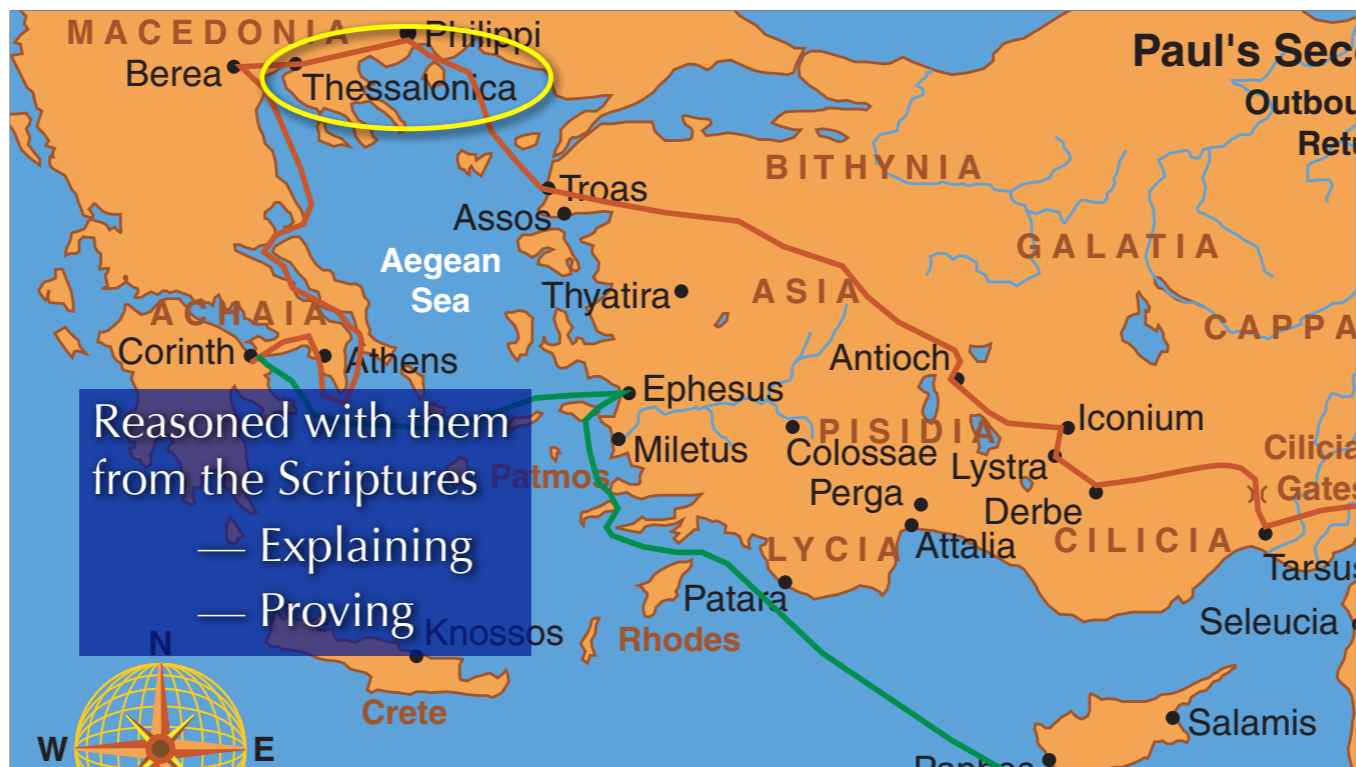 MACEDONIA
Philippi
Berea
Thessalonica
Paul's Sec
Outbou
Retu
BITHYNIA
Troas
Assos
GALATIA
Aegean
Sea
Thyatira
ASIA
ACHAIA
CAPPA
Corinth
Athens
Antioch
Ephesus
Iconium
PISIDIA
Miletus
Colossae
Lystra
Cilicia
Gates
Patmos
Perga
Derbe
LYCIA
Attalia
CILICIA
Tarsus
Patara
Seleucia
Reasoned with them
from the Scriptures
— Explaining
— Proving
Knossos
Rhodes
Crete
N
W
E
Salamis
Paphos